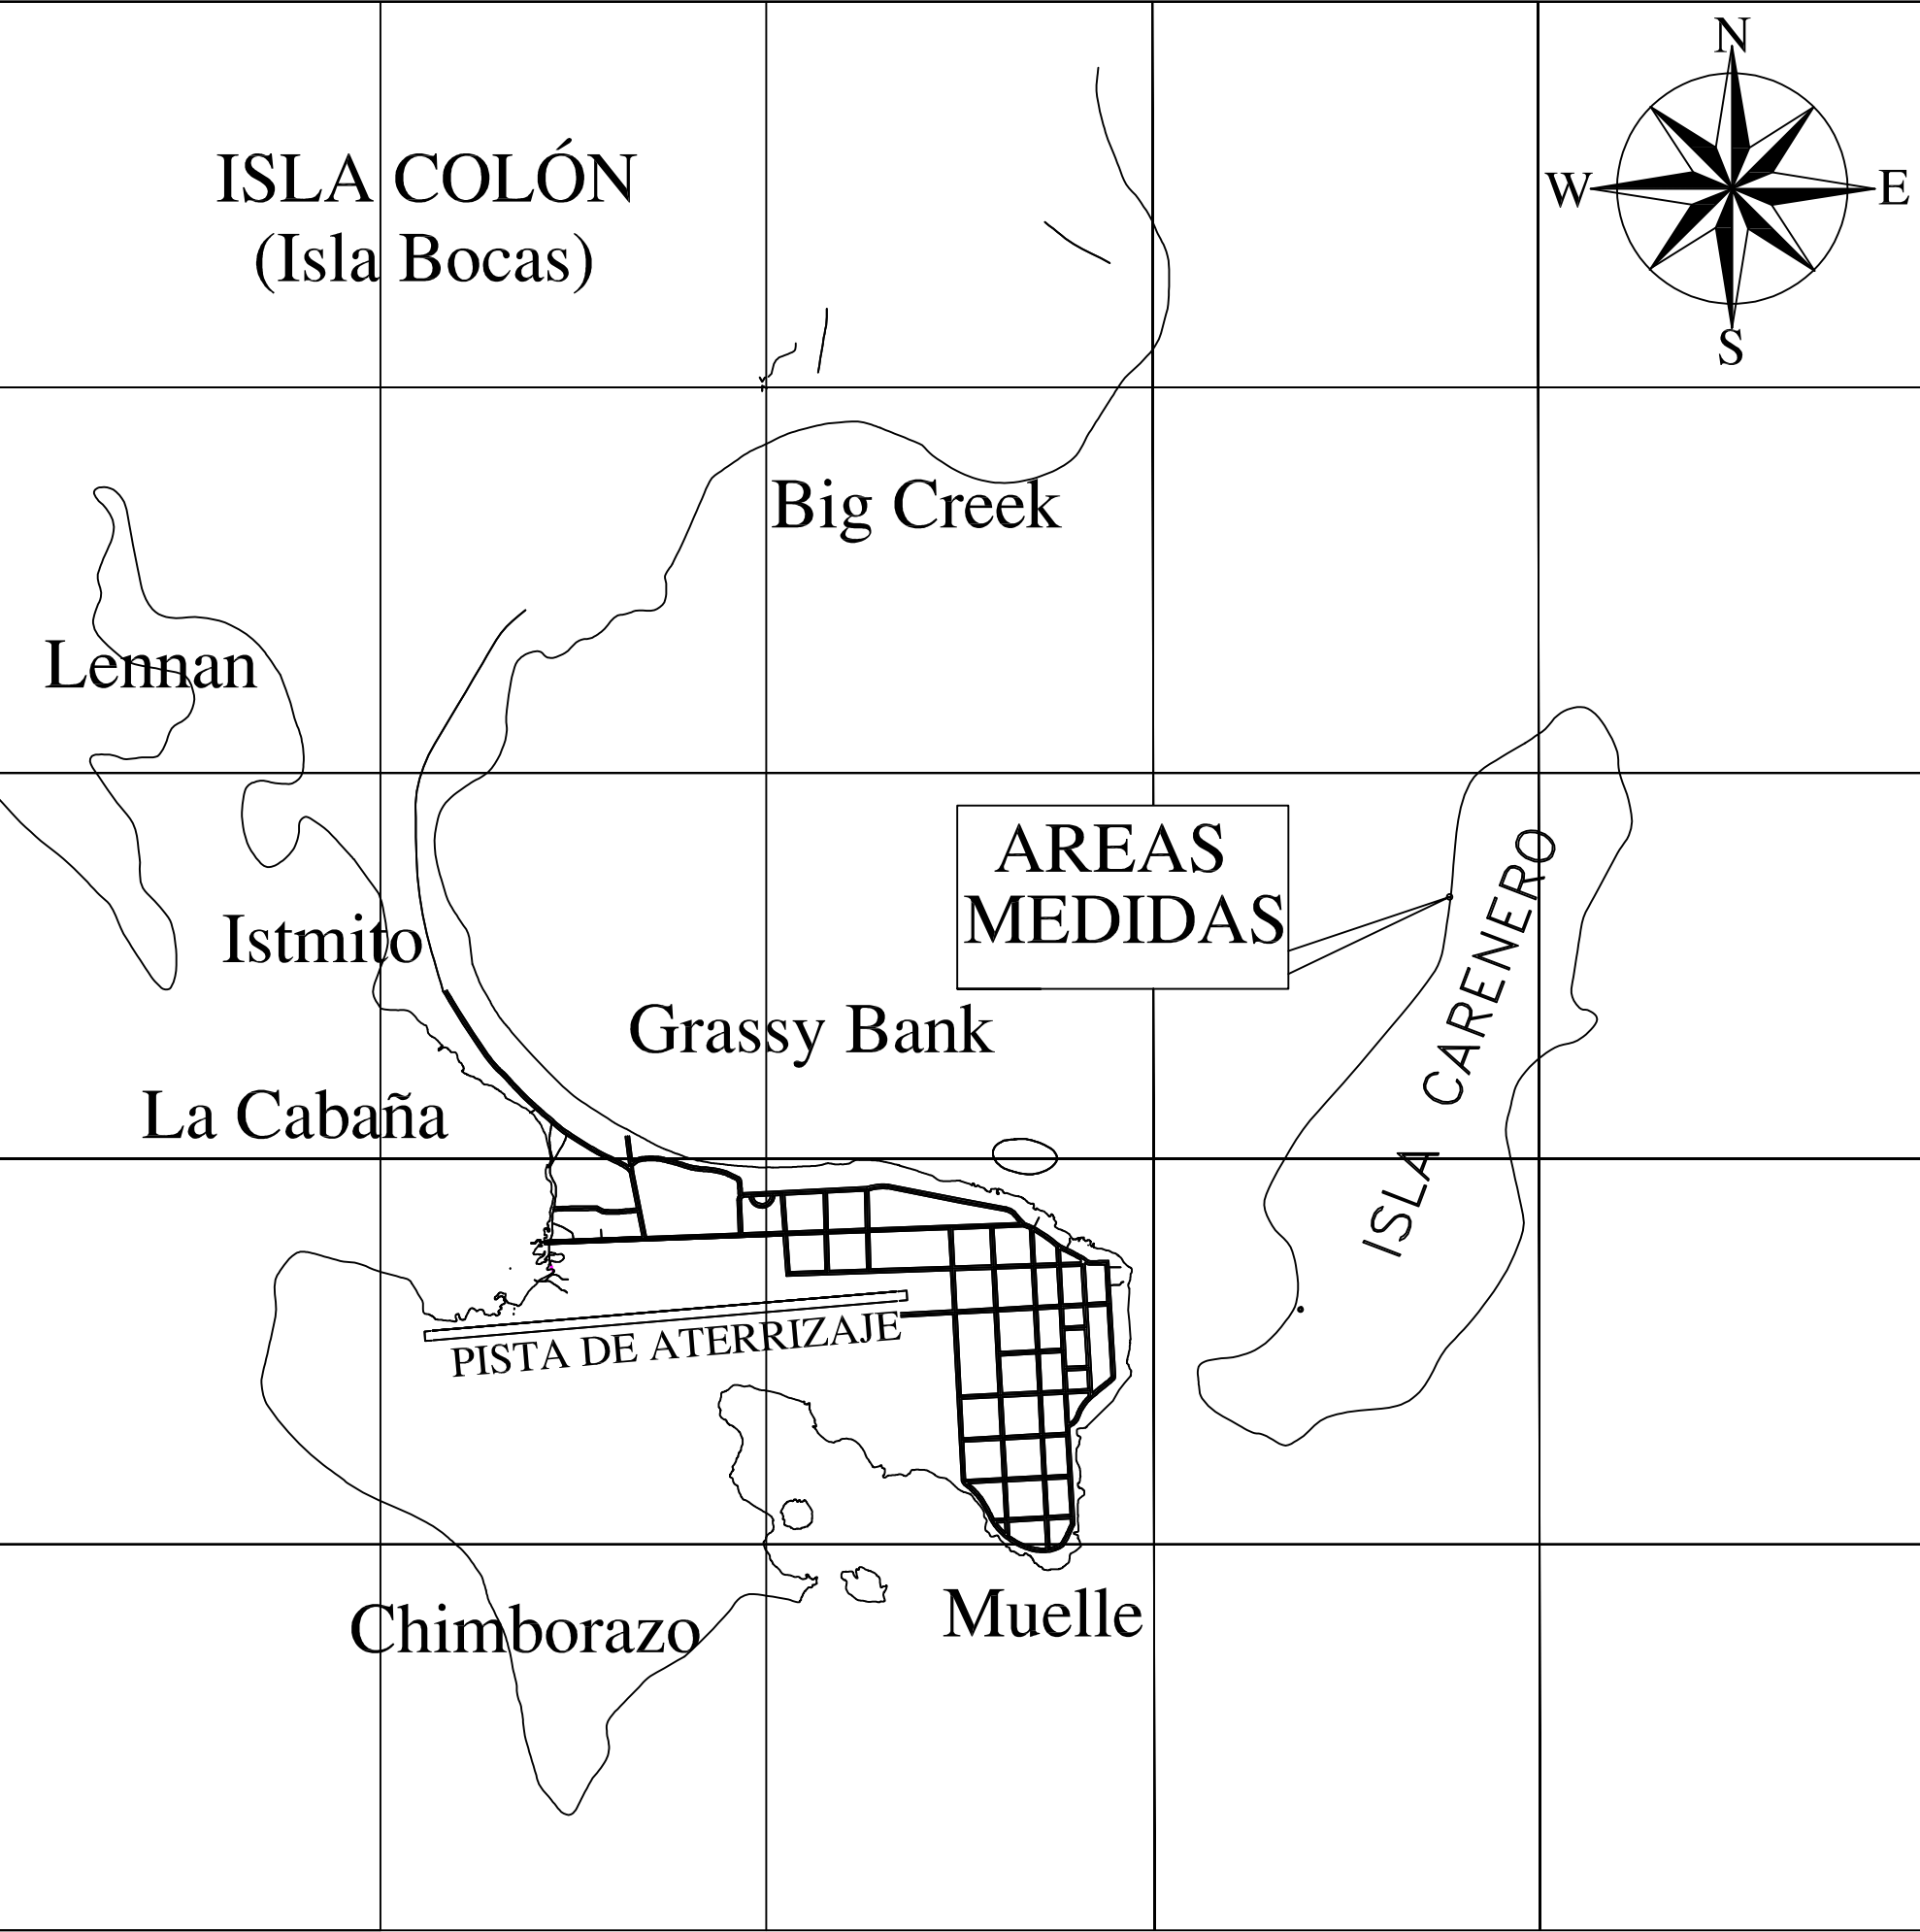 N
ISLA COLÓN
W
E
(Isla Bocas)
S
Big Creek
Lennan
AREAS
MEDIDAS
ISLA CARENERO
Istmito
Grassy Bank
La Cabaña
PISTA DE ATERRIZAJE
Chimborazo
Muelle